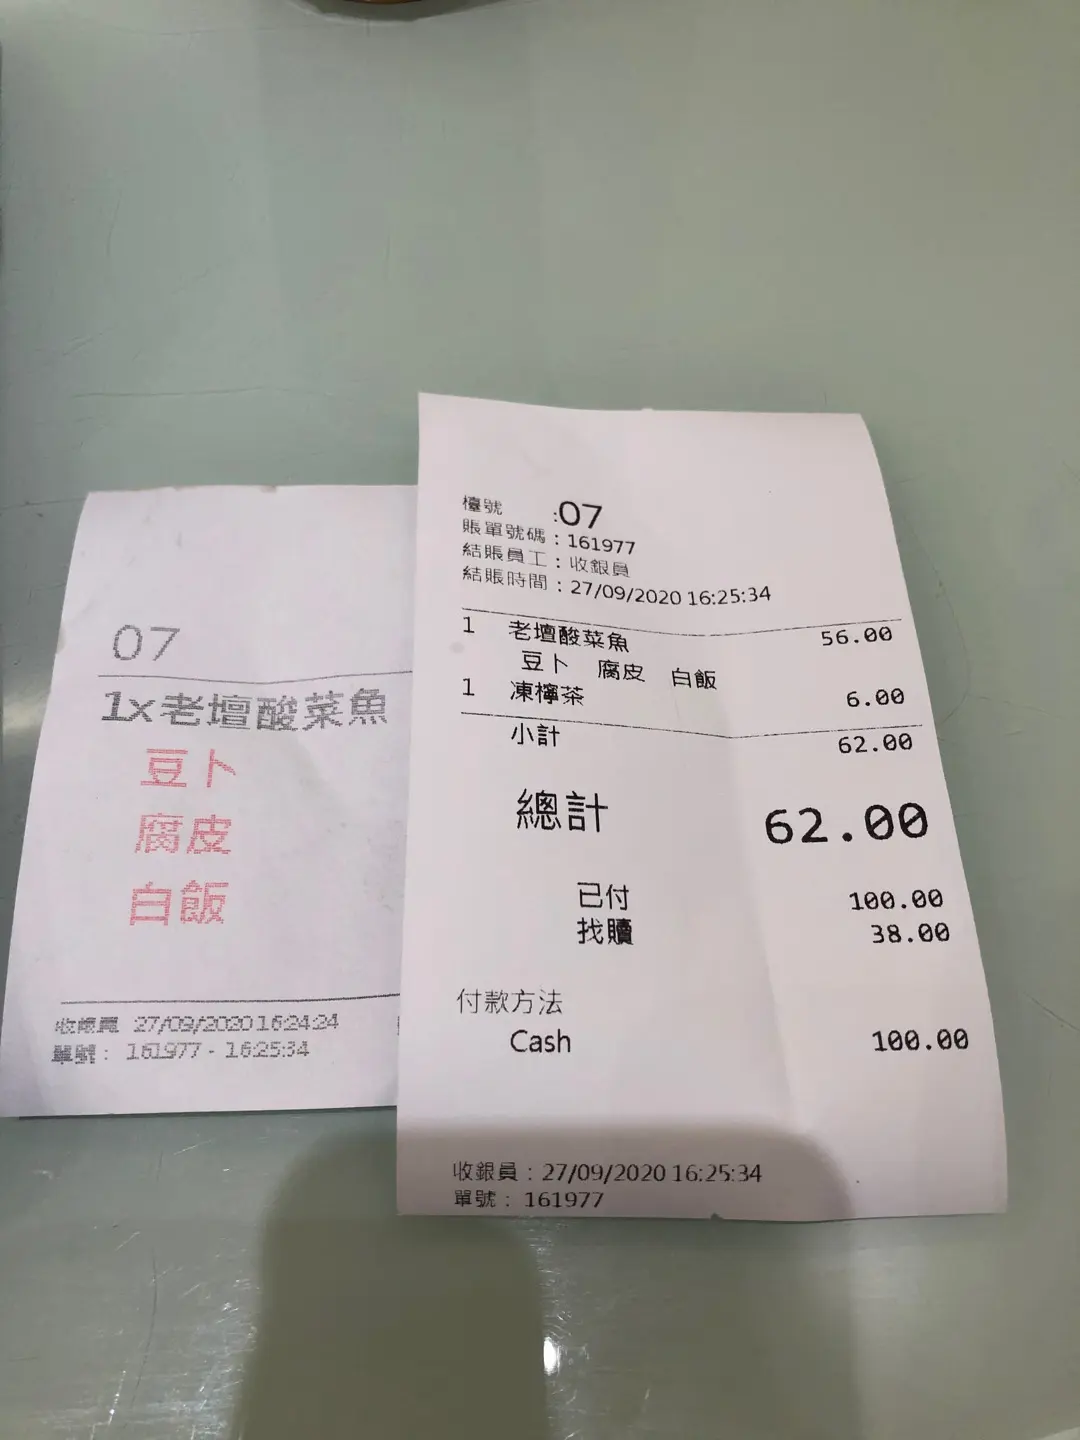 07
1x老壇酸菜魚
豆卜
腐皮
白飯
收銀員 27/09/2020 16:24:24
單號： 161977 - 16:25:34
檯號 :07
賬單號碼：161977
結賬員工：收銀員
結賬時間：27/09/2020 16:25:34
1 老壇酸菜魚 56.00
豆卜 腐皮 白飯
1 凍檸茶 6.00
小計 62.00
總計 62.00
已付 100.00
找贖 38.00
付款方法
Cash 100.00
收銀員：27/09/2020 16:25:34
單號： 161977